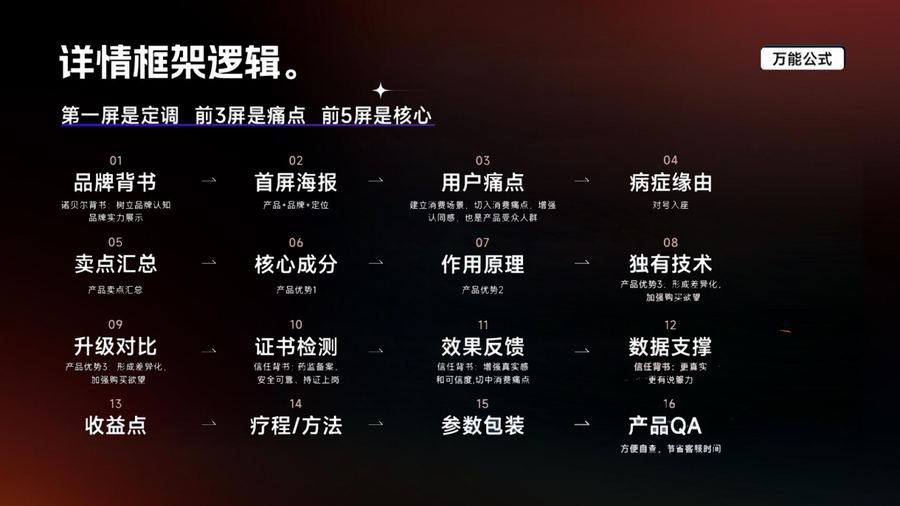 详情框架逻辑。
万能公式
第一屏是定调 前3屏是痛点 前5屏是核心
01
品牌背书
诺贝尔背书：树立品牌认知
品牌实力展示
02
首屏海报
产品+品牌+定位
03
用户痛点
建立消费场景，切入消费痛点，增强
认同感，也是产品受众人群
04
病症缘由
对号入座
05
卖点汇总
产品卖点汇总
06
核心成分
产品优势1
07
作用原理
产品优势2
08
独有技术
产品优势3：形成差异化，
加强购买欲望
09
升级对比
产品优势3：形成差异化，
加强购买欲望
10
证书检测
信任背书：药监备案，
安全可靠、持证上岗
11
效果反馈
信任背书：增强真实感
和可信度,切中消费痛点
12
数据支撑
信任背书：更真实
更有说服力
13
收益点
14
疗程/方法
15
参数包装
16
产品QA
方便自查，节省客服时间